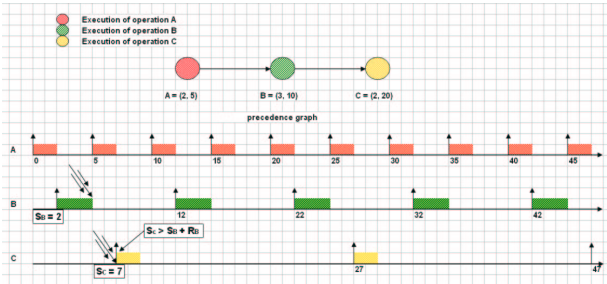 Execution of operation A
Execution of operation B
Execution of operation C
A = (2, 5) B = (3, 10) C = (2, 20)
precedence graph
A
0 5 10 15 20 25 30 35 40 45
B
SB = 2 12 22 32 42
SC > SB + RB
C
SC = 7 27 47